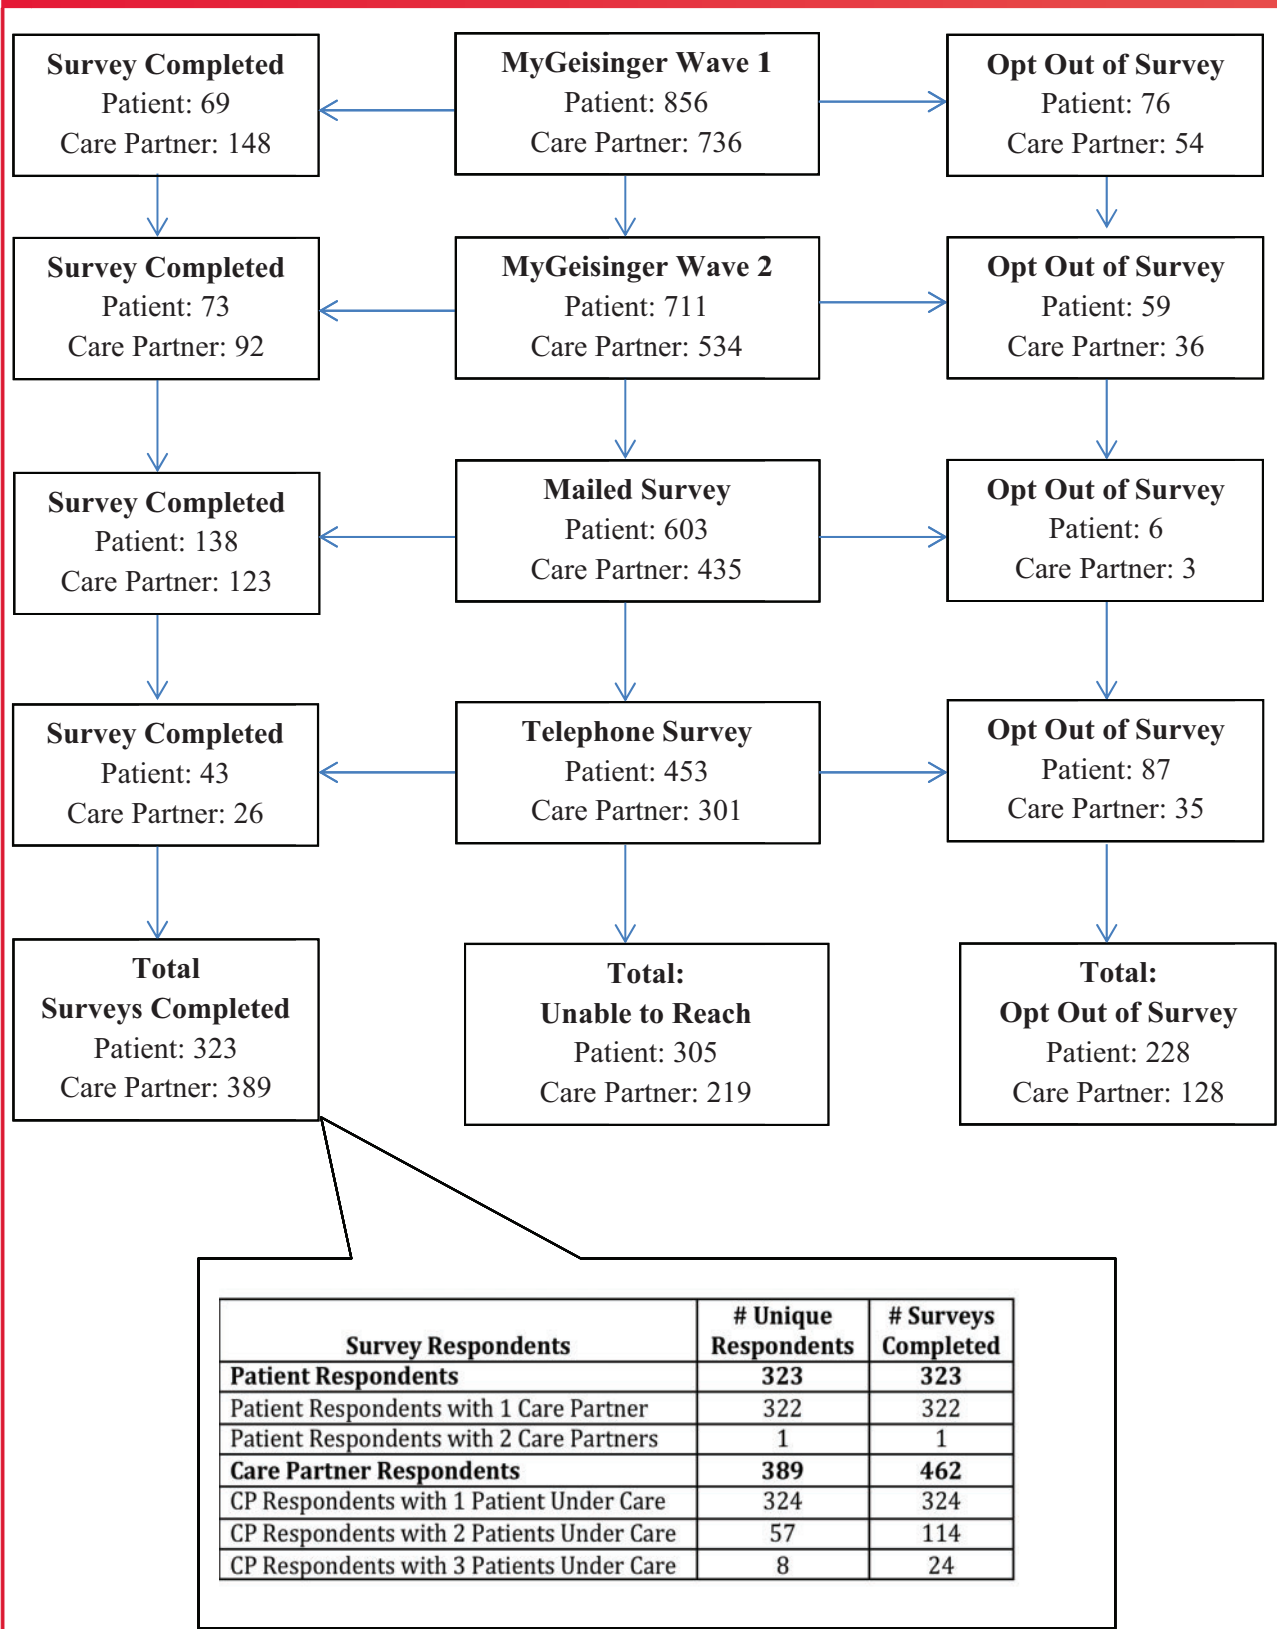 Survey Completed
Patient: 69
Care Partner: 148
MyGeisinger Wave 1
Patient: 856
Care Partner: 736
Opt Out of Survey
Patient: 76
Care Partner: 54
Survey Completed
Patient: 73
Care Partner: 92
MyGeisinger Wave 2
Patient: 711
Care Partner: 534
Opt Out of Survey
Patient: 59
Care Partner: 36
Survey Completed
Patient: 138
Care Partner: 123
Mailed Survey
Patient: 603
Care Partner: 435
Opt Out of Survey
Patient: 6
Care Partner: 3
Survey Completed
Patient: 43
Care Partner: 26
Telephone Survey
Patient: 453
Care Partner: 301
Opt Out of Survey
Patient: 87
Care Partner: 35
Total
Surveys Completed
Patient: 323
Care Partner: 389
Total:
Unable to Reach
Patient: 305
Care Partner: 219
Total:
Opt Out of Survey
Patient: 228
Care Partner: 128
Survey Respondents # Unique Respondents # Surveys Completed
Patient Respondents 323 323
Patient Respondents with 1 Care Partner 322 322
Patient Respondents with 2 Care Partners 1 1
Care Partner Respondents 389 462
CP Respondents with 1 Patient Under Care 324 324
CP Respondents with 2 Patients Under Care 57 114
CP Respondents with 3 Patients Under Care 8 24